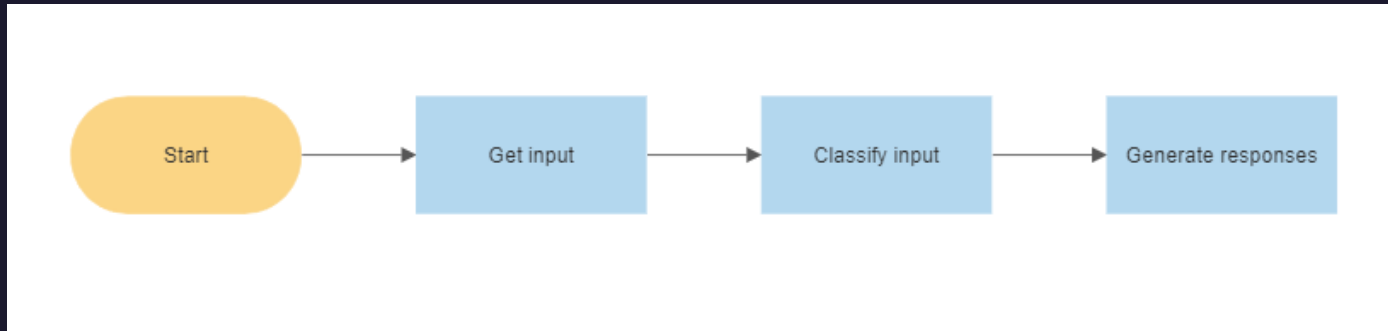 Start
Get input
Classify input
Generate responses